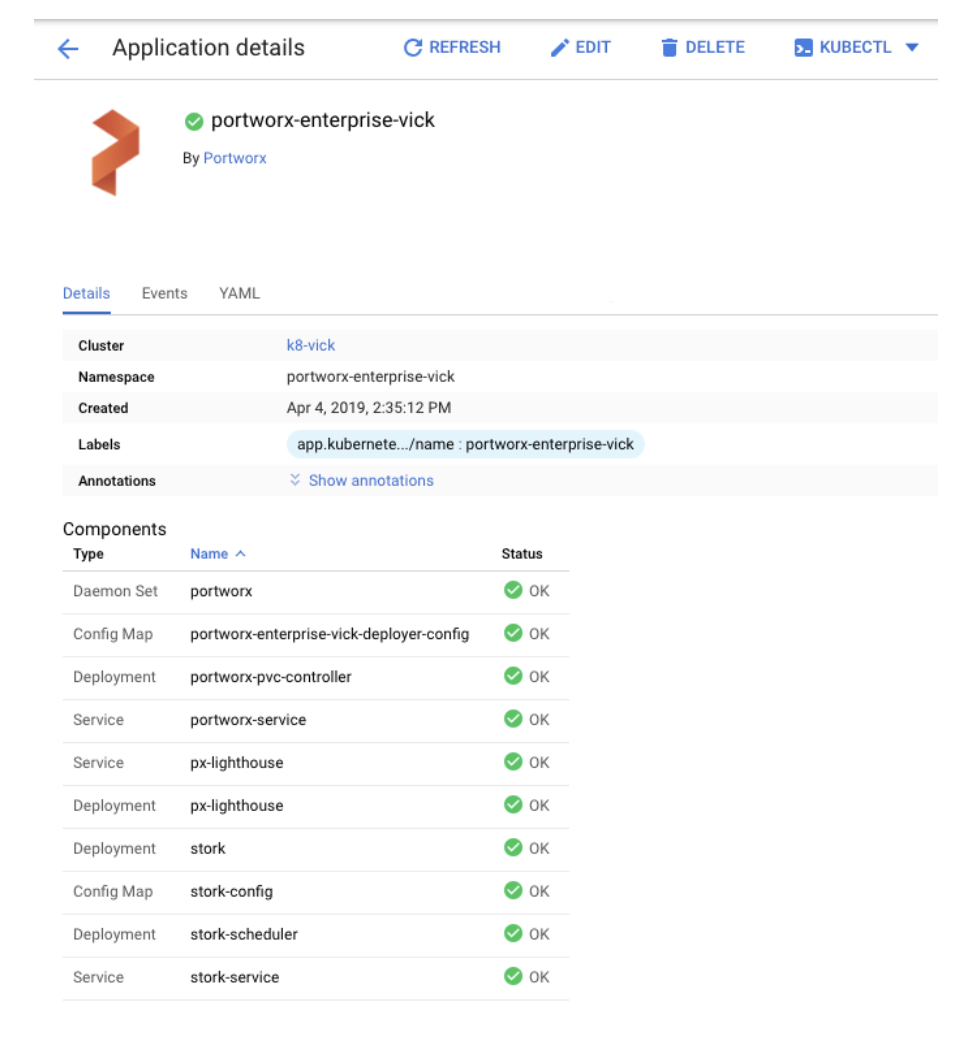 Application details REFRESH EDIT DELETE KUBECTL
portworx-enterprise-vick
By Portworx
Details Events YAML
Cluster k8-vick
Namespace portworx-enterprise-vick
Created Apr 4, 2019, 2:35:12 PM
Labels app.kubernete.../name : portworx-enterprise-vick
Annotations Show annotations
Components
Type Name Status
Daemon Set portworx OK
Config Map portworx-enterprise-vick-deployer-config OK
Deployment portworx-pvc-controller OK
Service portworx-service OK
Service px-lighthouse OK
Deployment px-lighthouse OK
Deployment stork OK
Config Map stork-config OK
Deployment stork-scheduler OK
Service stork-service OK